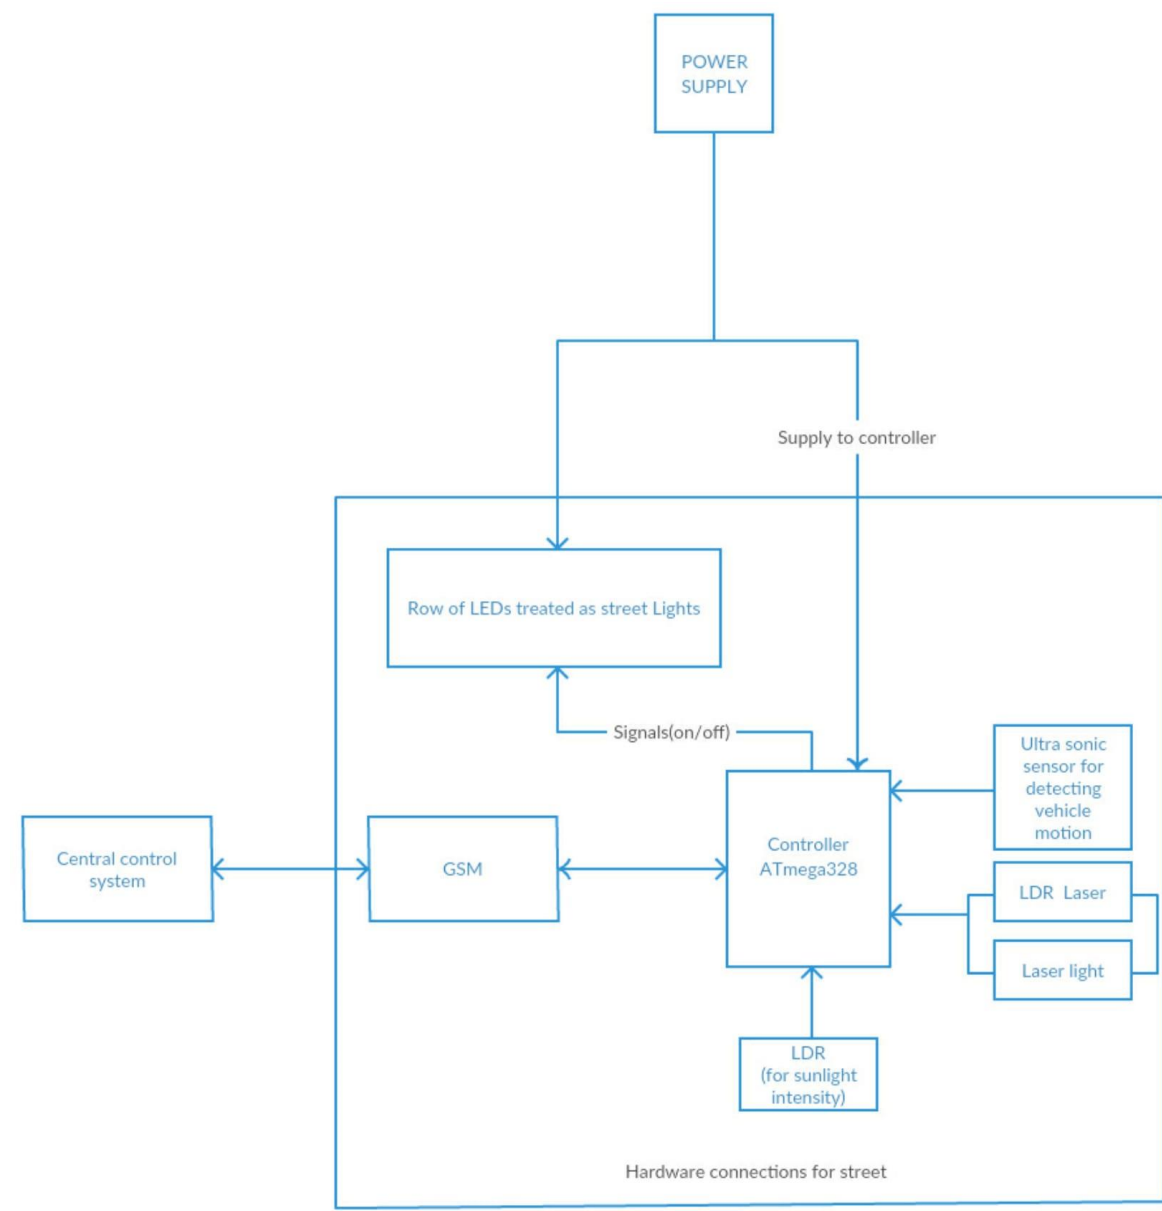 POWER
SUPPLY
Supply to controller
Row of LEDs treated as street Lights
Signals(on/off)
Ultra sonic
sensor for
detecting
vehicle
motion
Central control
system
GSM
Controller
ATmega328
LDR Laser
Laser light
LDR
(for sunlight
intensity)
Hardware connections for street